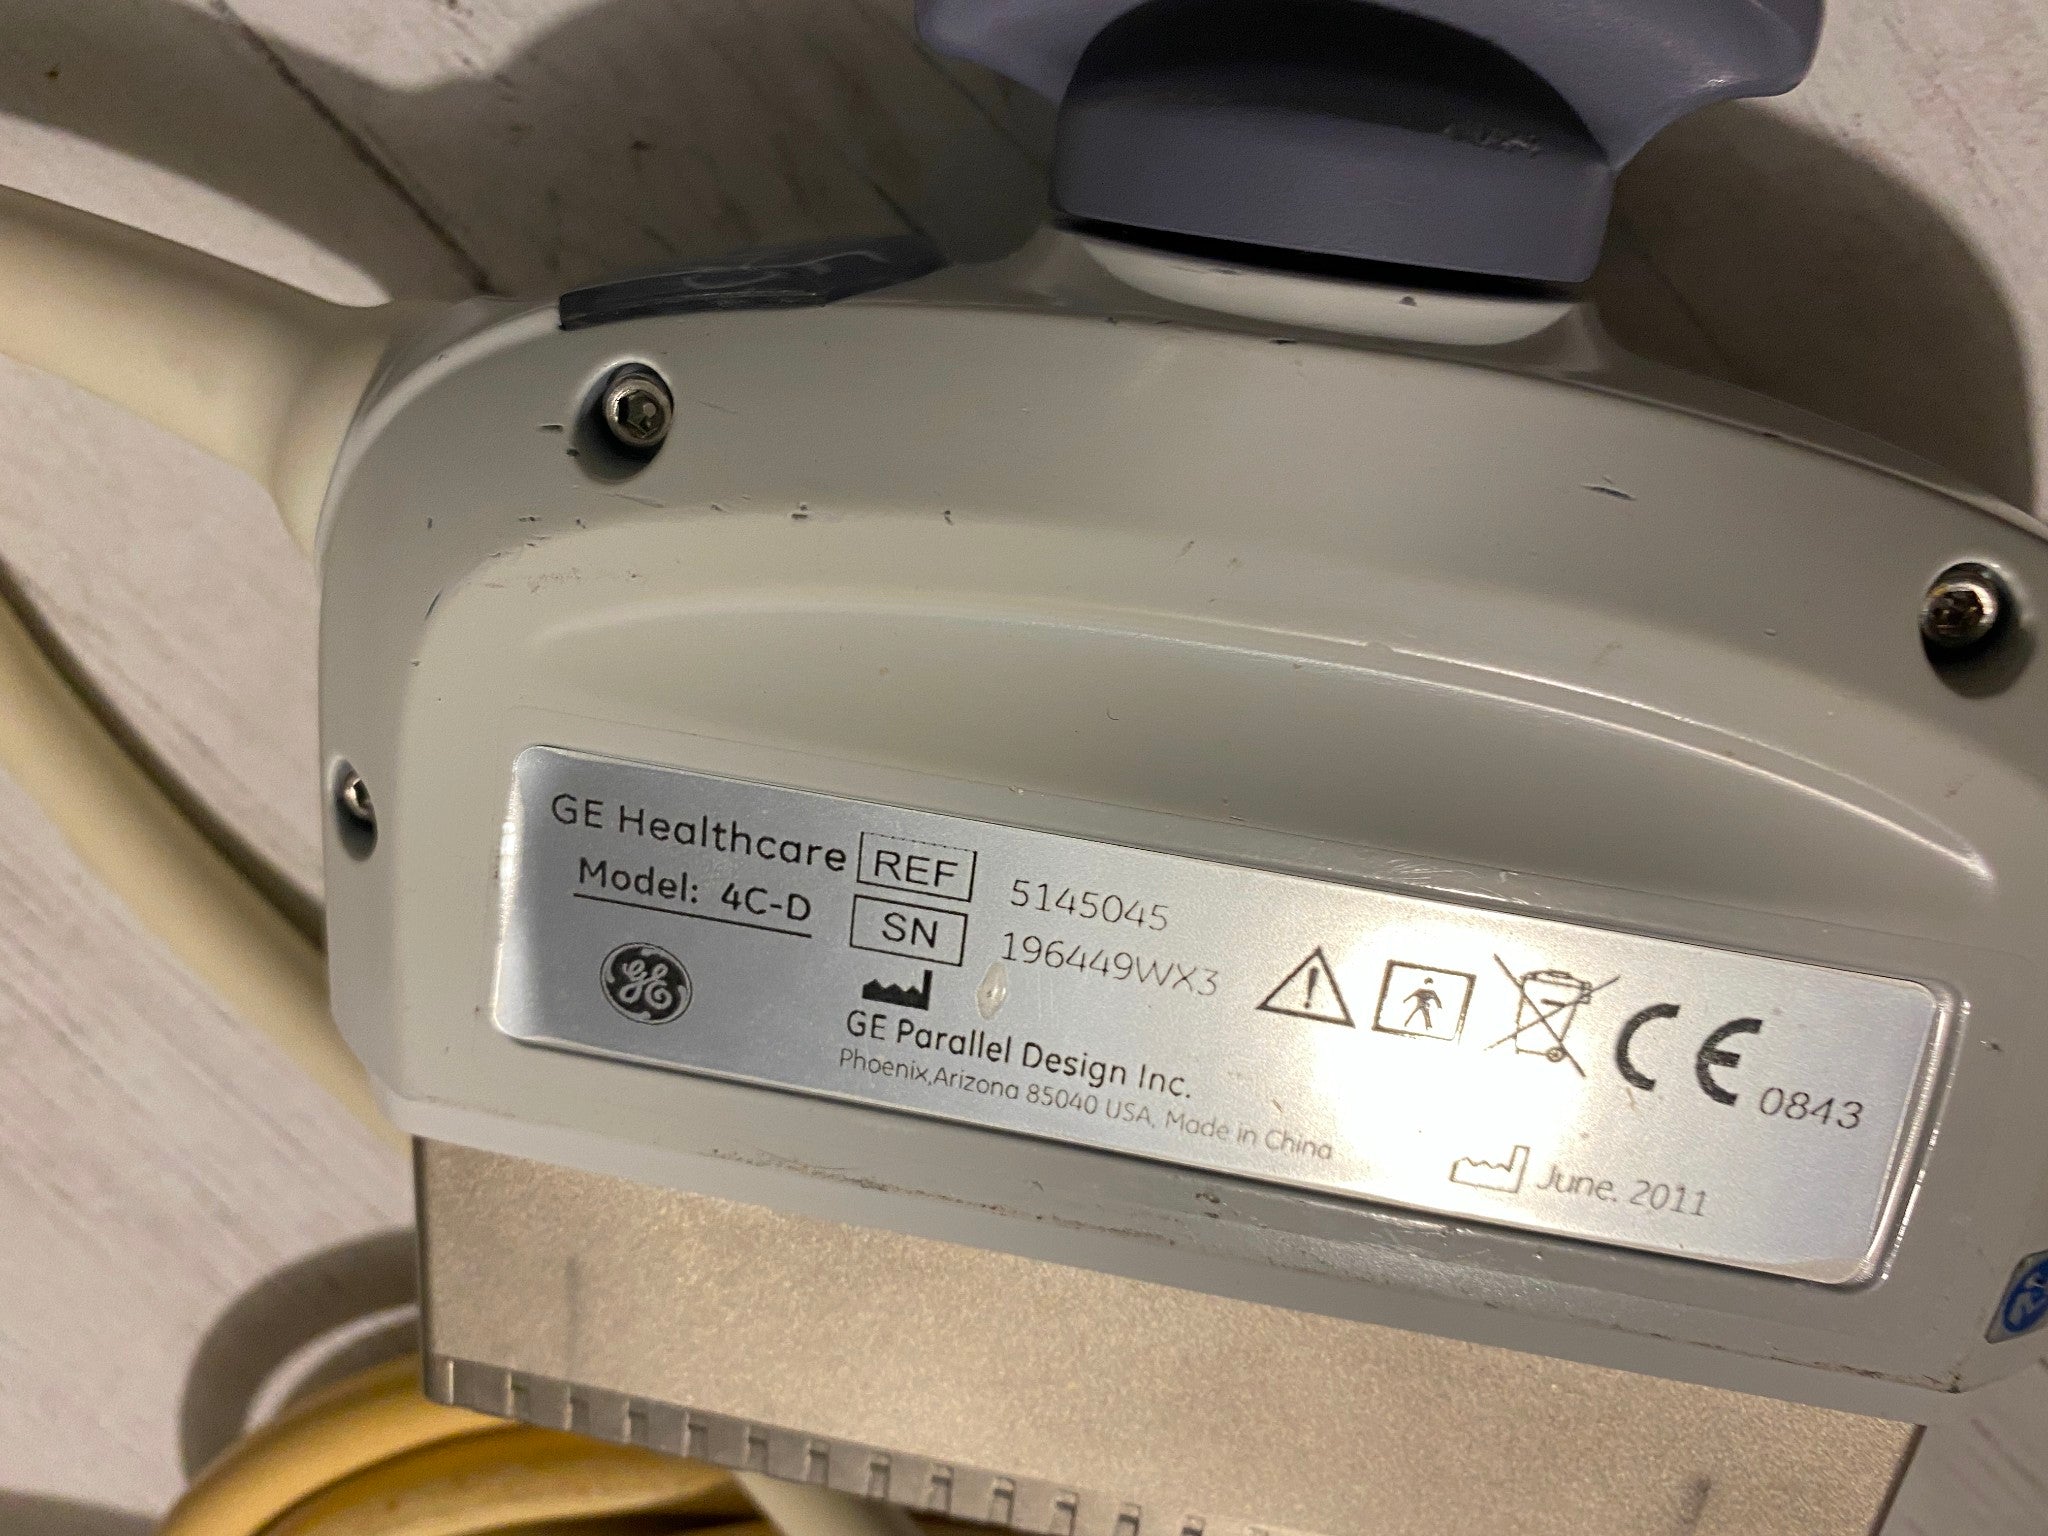 GE Healthcare REF 5145045
Model: 4C-D SN 196449WX3
GE
GE Parallel Design Inc.
Phoenix,Arizona 85040 USA, Made in China
CE 0843
June. 2011